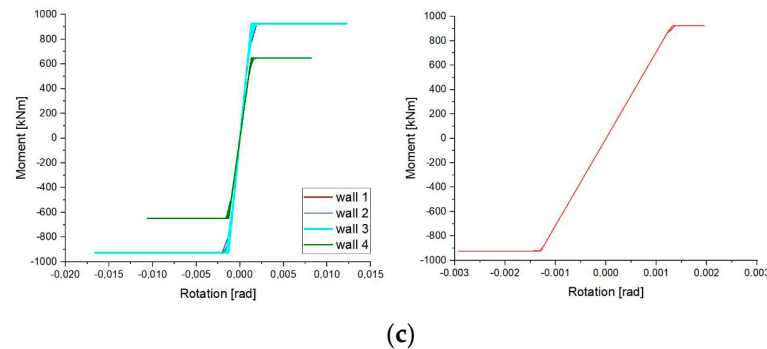 1000
800
600
400
200
0
-200
-400
-600
-800
-1000
Moment [kNm]
-0,020 -0,015 -0,010 -0,005 0,000 0,005 0,010 0,015
Rotation [rad]
wall 1
wall 2
wall 3
wall 4
1000
800
600
400
200
0
-200
-400
-600
-800
-1000
Moment [kNm]
-0.003 -0.002 -0.001 0.000 0.001 0.002 0.003
Rotation [rad]
(c)